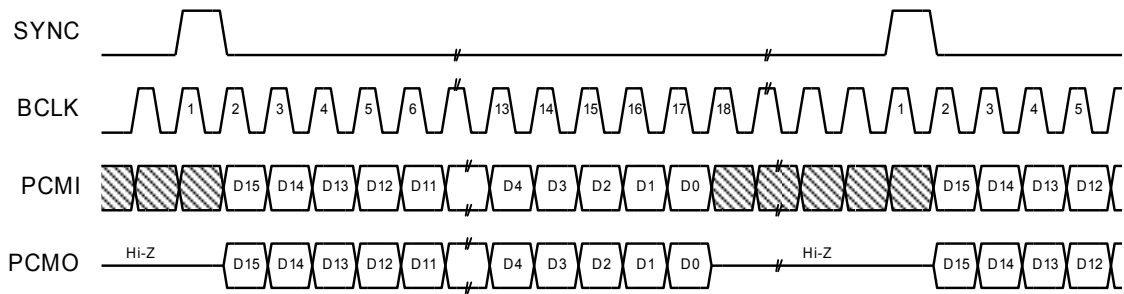 SYNC
BCLK 1 2 3 4 5 6 13 14 15 16 17 18 1 2 3 4 5
PCMI D15 D14 D13 D12 D11 D4 D3 D2 D1 D0 D15 D14 D13 D12
PCMO Hi-Z D15 D14 D13 D12 D11 D4 D3 D2 D1 D0 Hi-Z D15 D14 D13 D12